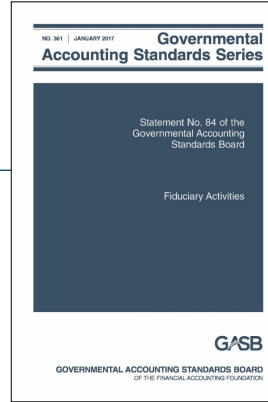 NO. 361 | JANUARY 2017
Governmental
Accounting Standards Series
Statement No. 84 of the
Governmental Accounting
Standards Board
Fiduciary Activities
GASB
GOVERNMENTAL ACCOUNTING STANDARDS BOARD
OF THE FINANCIAL ACCOUNTING FOUNDATION